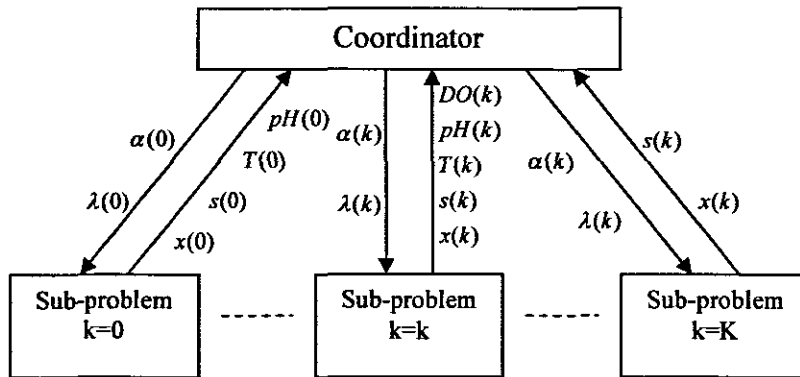 Coordinator
α(0)
λ(0)
pH(0)
T(0)
s(0)
x(0)
α(k)
λ(k)
DO(k)
pH(k)
T(k)
s(k)
x(k)
α(k)
λ(k)
s(k)
x(k)
Sub-problem
k=0
Sub-problem
k=k
Sub-problem
k=K